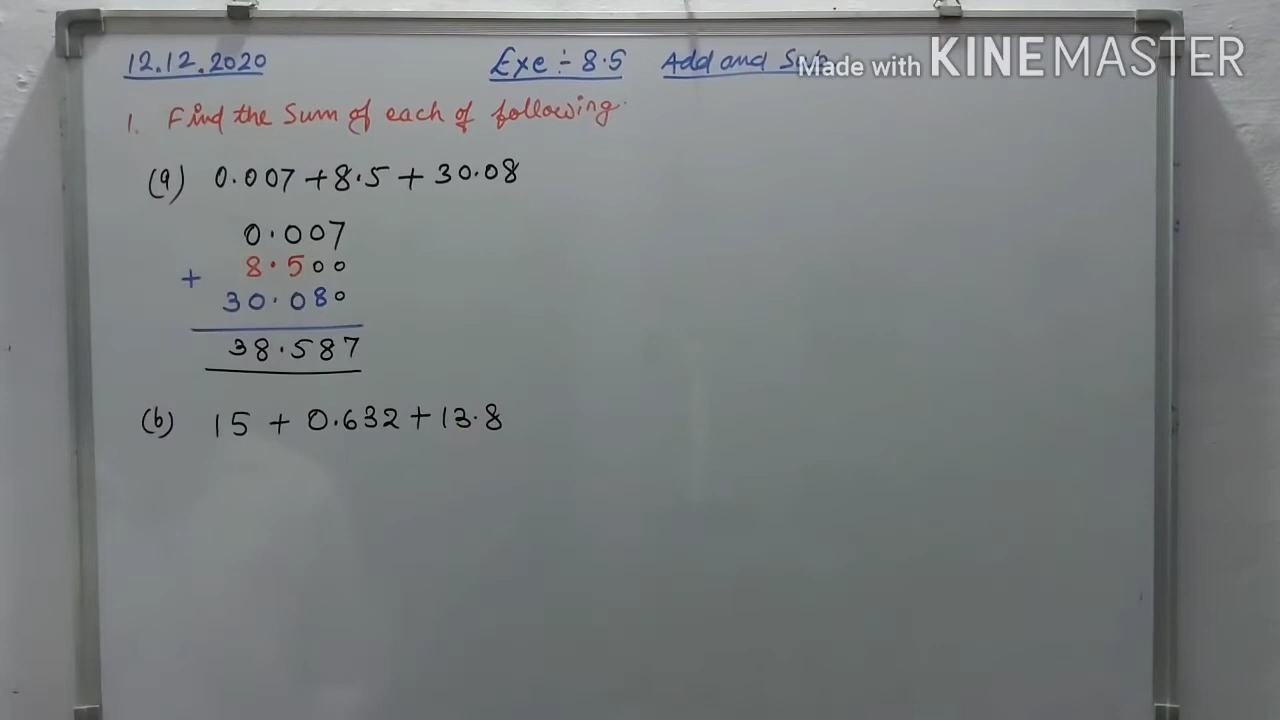 12.12.2020 Exe÷8.5 Add and
Made with KINEMASTER
1. Find the Sum of each of following.
(a) 0.007 + 8.5 + 30.08
0.007
8.500
+
30.080
38.587
(b) 15 + 0.632 + 13.8